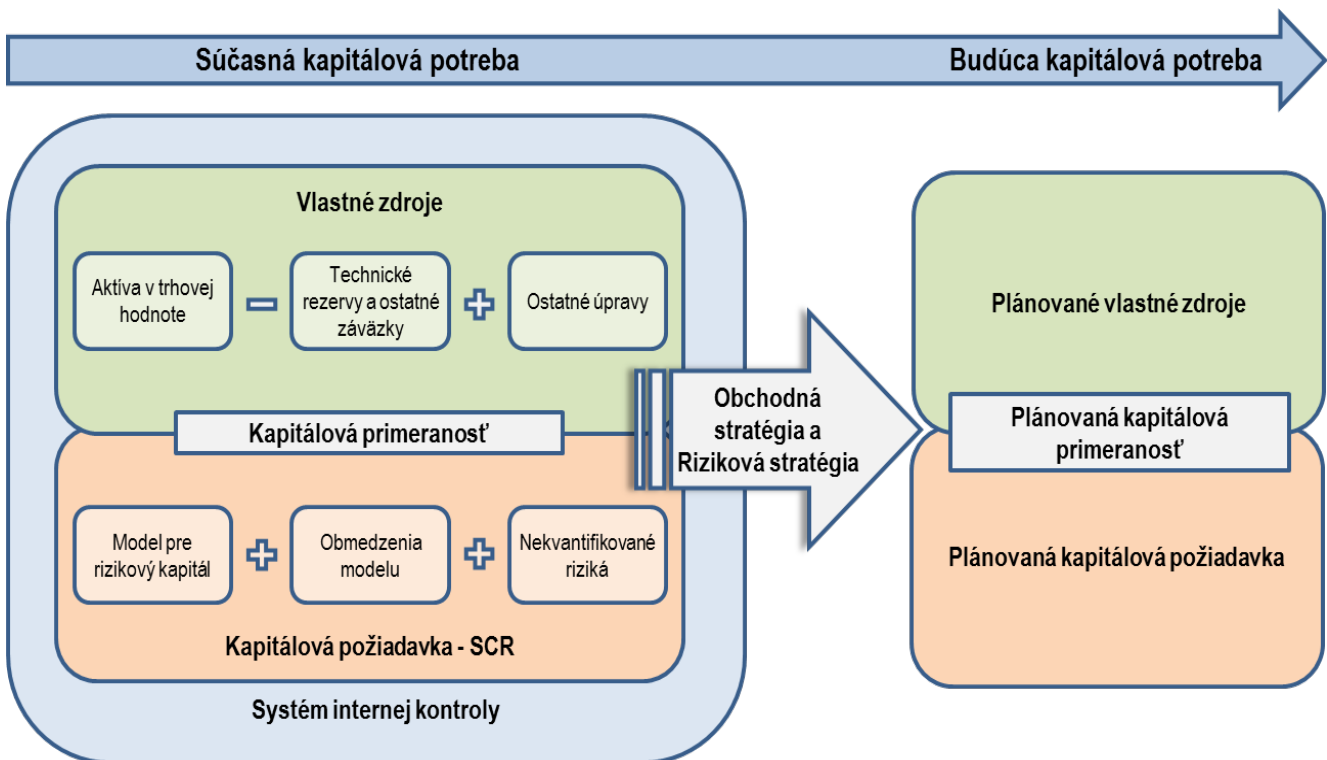 Súčasná kapitálová potreba
Budúca kapitálová potreba
Vlastné zdroje
Aktíva v trhovej
hodnote
Technické
rezervy a ostatné
záväzky
Ostatné úpravy
Kapitálová primeranosť
Model pre
rizikový kapitál
Obmedzenia
modelu
Nekvantifikované
riziká
Kapitálová požiadavka - SCR
Systém internej kontroly
Obchodná
stratégia a
Riziková stratégia
Plánované vlastné zdroje
Plánovaná kapitálová
primeranosť
Plánovaná kapitálová požiadavka